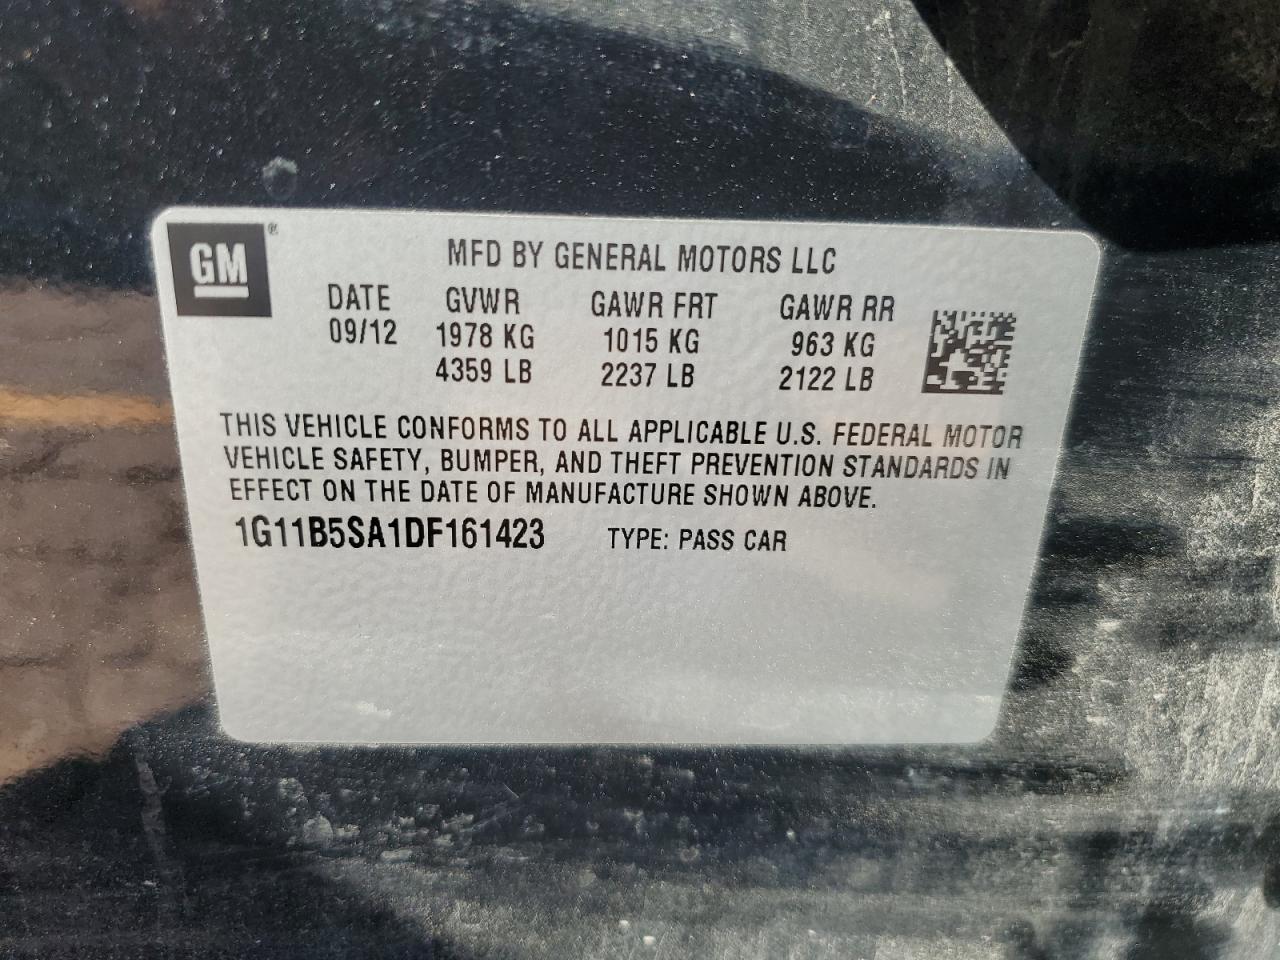 GM ®
MFD BY GENERAL MOTORS LLC
DATE GVWR GAWR FRT GAWR RR
09/12 1978 KG 1015 KG 963 KG
4359 LB 2237 LB 2122 LB
THIS VEHICLE CONFORMS TO ALL APPLICABLE U.S. FEDERAL MOTOR
VEHICLE SAFETY, BUMPER, AND THEFT PREVENTION STANDARDS IN
EFFECT ON THE DATE OF MANUFACTURE SHOWN ABOVE.
1G11B5SA1DF161423 TYPE: PASS CAR